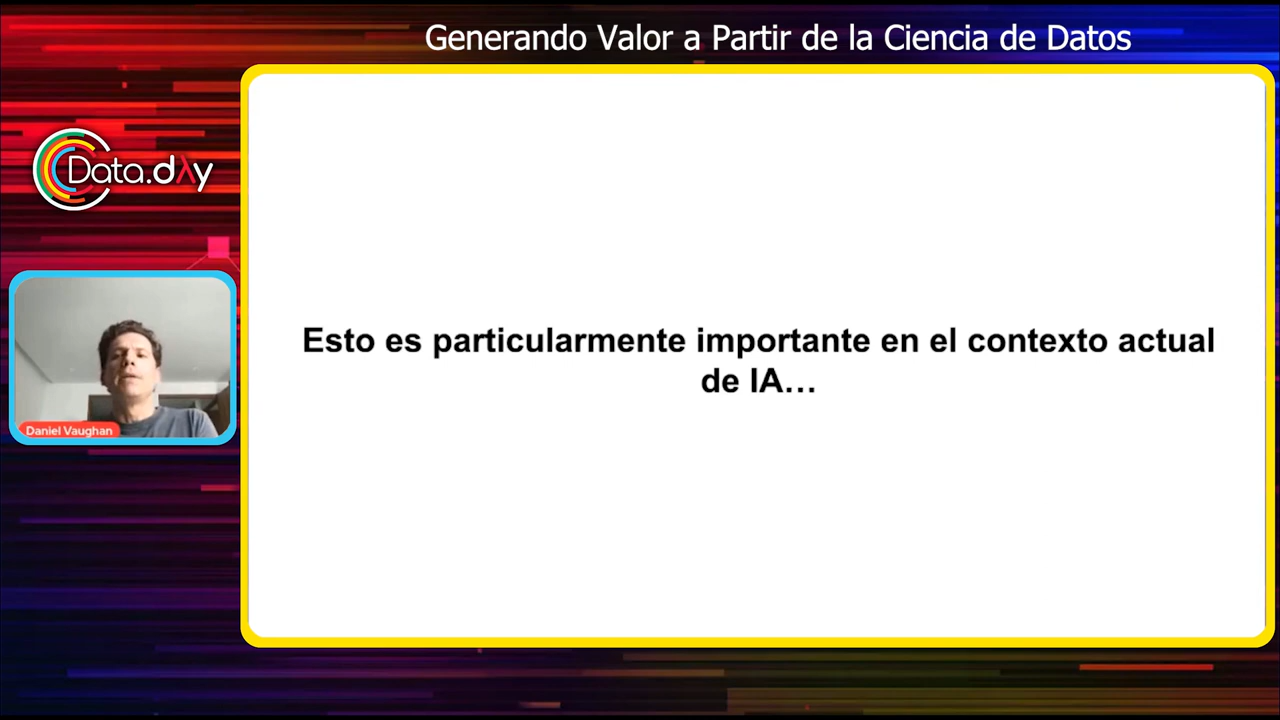 Generando Valor a Partir de la Ciencia de Datos
Data.dλy
Daniel Vaughan
Esto es particularmente importante en el contexto actual
de IA…